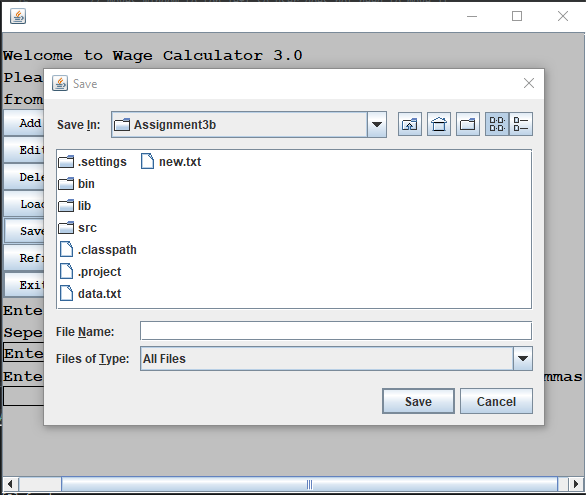 Welcome to Wage Calculator 3.0
Plea
from
Save
Save In: Assignment3b
Add
Edit
Dele
Load
Save
Refr
Exit
.settings
bin
lib
src
.classpath
.project
data.txt
new.txt
File Name:
Files of Type: All Files
Save Cancel
Ente
Sepe
Ente
Ente mmas